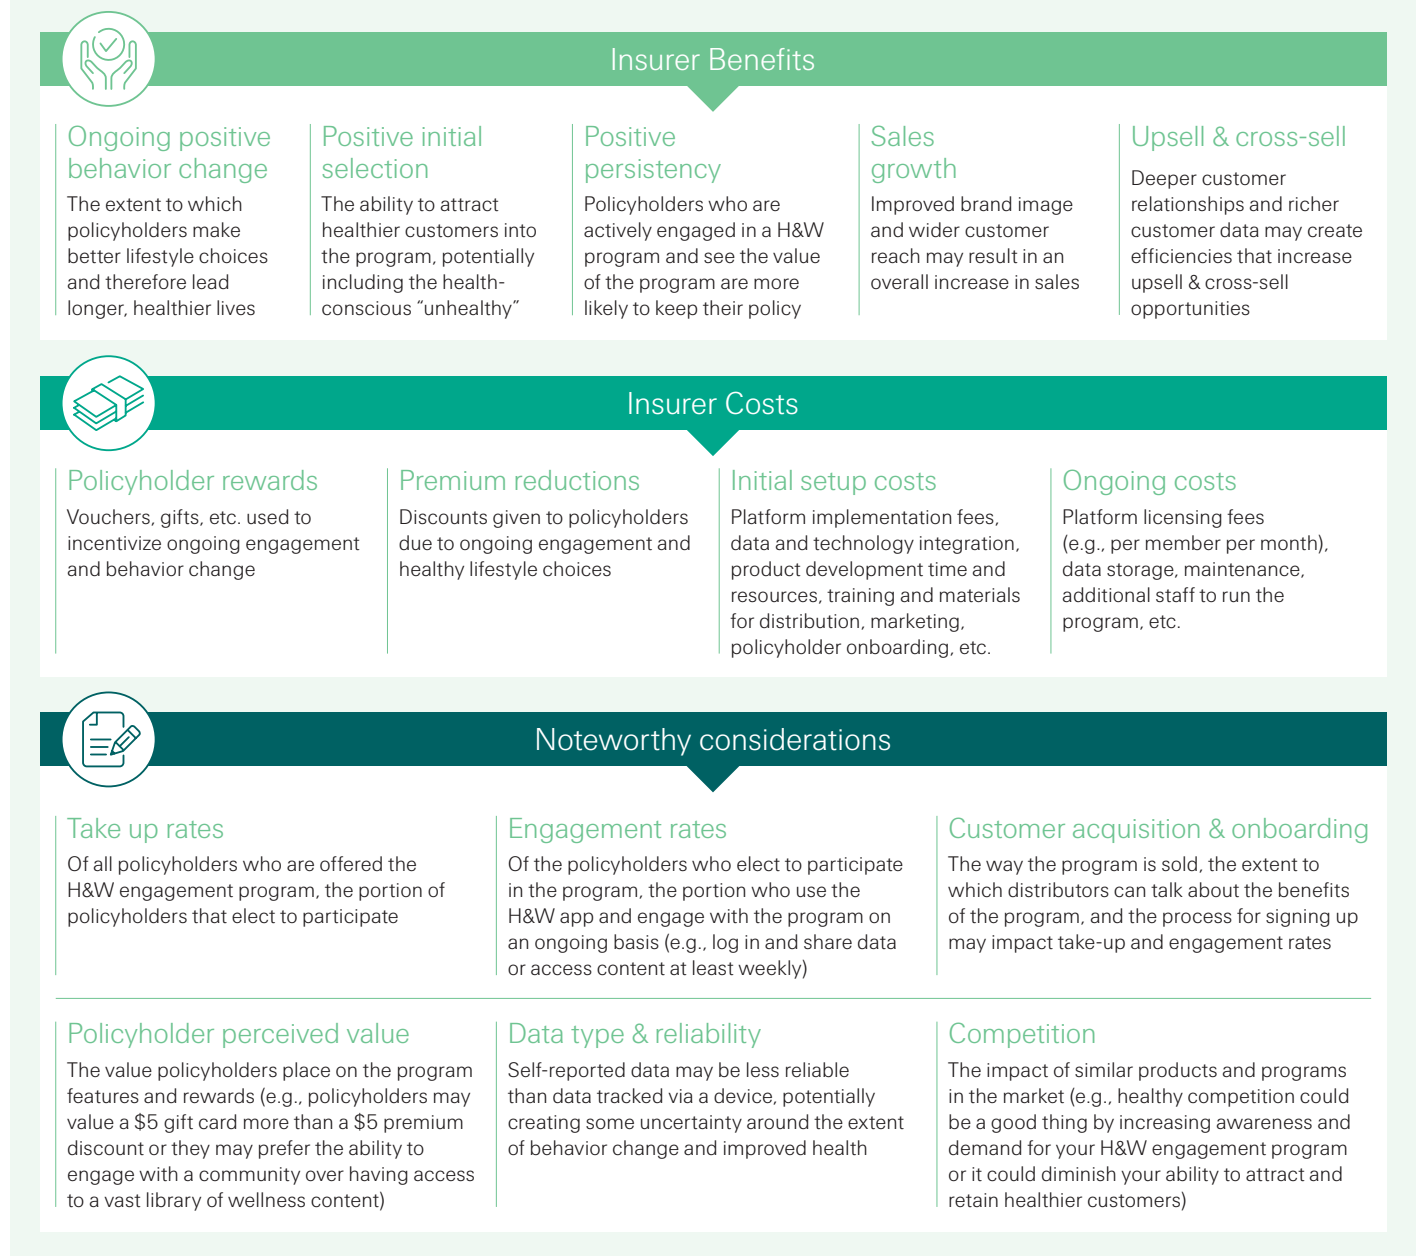 Insurer Benefits
Ongoing positive
behavior change
The extent to which
policyholders make
better lifestyle choices
and therefore lead
longer, healthier lives
Positive initial
selection
The ability to attract
healthier customers into
the program, potentially
including the health-
conscious “unhealthy”
Positive
persistency
Policyholders who are
actively engaged in a H&W
program and see the value
of the program are more
likely to keep their policy
Sales
growth
Improved brand image
and wider customer
reach may result in an
overall increase in sales
Upsell & cross-sell
Deeper customer
relationships and richer
customer data may create
efficiencies that increase
upsell & cross-sell
opportunities
Insurer Costs
Policyholder rewards
Vouchers, gifts, etc. used to
incentivize ongoing engagement
and behavior change
Premium reductions
Discounts given to policyholders
due to ongoing engagement and
healthy lifestyle choices
Initial setup costs
Platform implementation fees,
data and technology integration,
product development time and
resources, training and materials
for distribution, marketing,
policyholder onboarding, etc.
Ongoing costs
Platform licensing fees
(e.g., per member per month),
data storage, maintenance,
additional staff to run the
program, etc.
Noteworthy considerations
Take up rates
Of all policyholders who are offered the
H&W engagement program, the portion of
policyholders that elect to participate
Engagement rates
Of the policyholders who elect to participate
in the program, the portion who use the
H&W app and engage with the program on
an ongoing basis (e.g., log in and share data
or access content at least weekly)
Customer acquisition & onboarding
The way the program is sold, the extent to
which distributors can talk about the benefits
of the program, and the process for signing up
may impact take-up and engagement rates
Policyholder perceived value
The value policyholders place on the program
features and rewards (e.g., policyholders may
value a $5 gift card more than a $5 premium
discount or they may prefer the ability to
engage with a community over having access
to a vast library of wellness content)
Data type & reliability
Self-reported data may be less reliable
than data tracked via a device, potentially
creating some uncertainty around the extent
of behavior change and improved health
Competition
The impact of similar products and programs
in the market (e.g., healthy competition could
be a good thing by increasing awareness and
demand for your H&W engagement program
or it could diminish your ability to attract and
retain healthier customers)